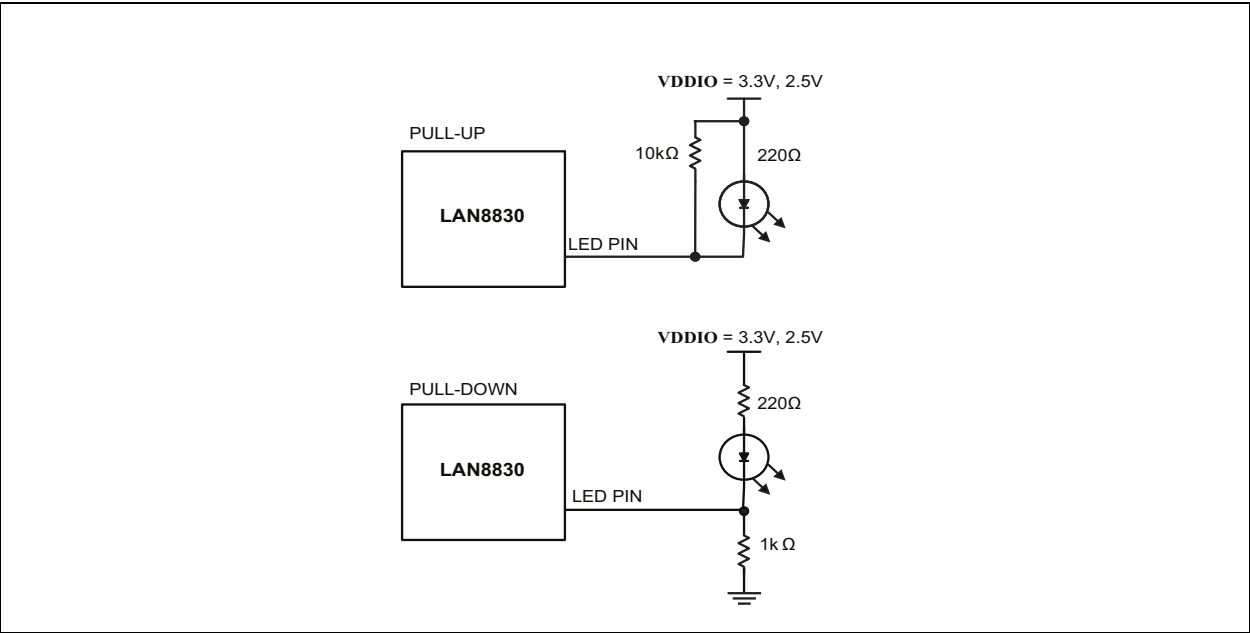 VDDIO = 3.3V, 2.5V
PULL-UP
10kΩ
220Ω
LAN8830
LED PIN
VDDIO = 3.3V, 2.5V
PULL-DOWN
220Ω
LAN8830
LED PIN
1k Ω